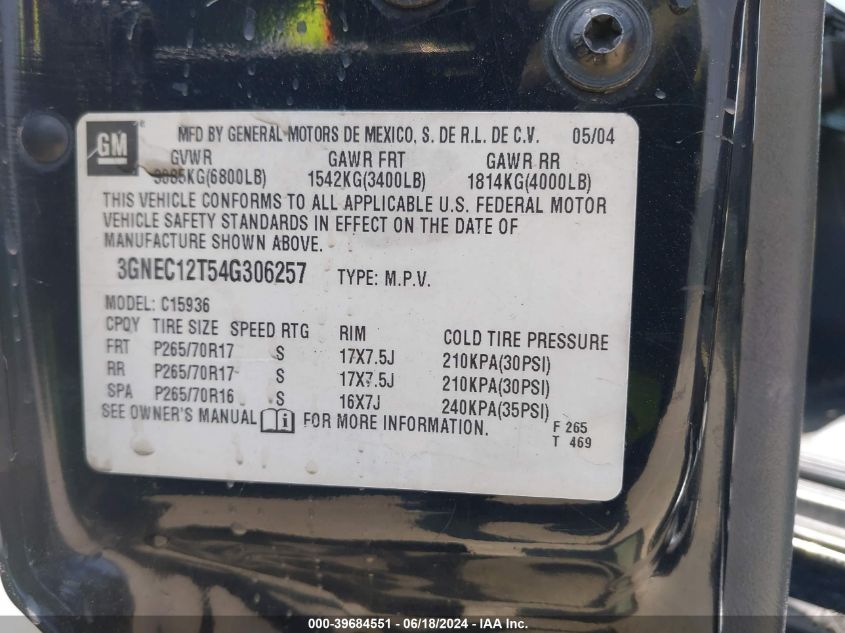 GM
MFD BY GENERAL MOTORS DE MEXICO, S. DE R.L. DE C.V. 05/04
GVWR GAWR FRT GAWR RR
3085KG(6800LB) 1542KG(3400LB) 1814KG(4000LB)
THIS VEHICLE CONFORMS TO ALL APPLICABLE U.S. FEDERAL MOTOR
VEHICLE SAFETY STANDARDS IN EFFECT ON THE DATE OF
MANUFACTURE SHOWN ABOVE.
3GNEC12T54G306257 TYPE: M.P.V.
MODEL: C15936
CPQY TIRE SIZE SPEED RTG RIM COLD TIRE PRESSURE
FRT P265/70R17 S 17X7.5J 210KPA(30PSI)
RR P265/70R17 S 17X7.5J 210KPA(30PSI)
SPA P265/70R16 S 16X7J 240KPA(35PSI)
SEE OWNER'S MANUAL i FOR MORE INFORMATION.
F 265
T 469
000-39684551 - 06/18/2024 - IAAI.com